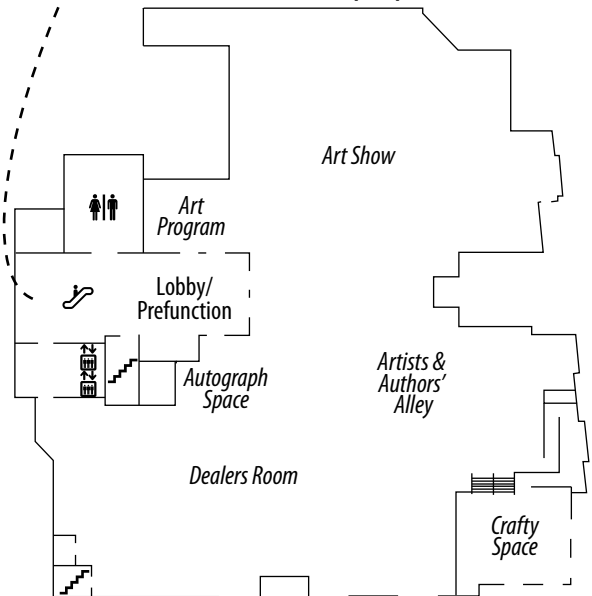 Art Show
Art
Program
Lobby/
Prefunction
Autograph
Space
Artists &
Authors’
Alley
Dealers Room
Crafty
Space